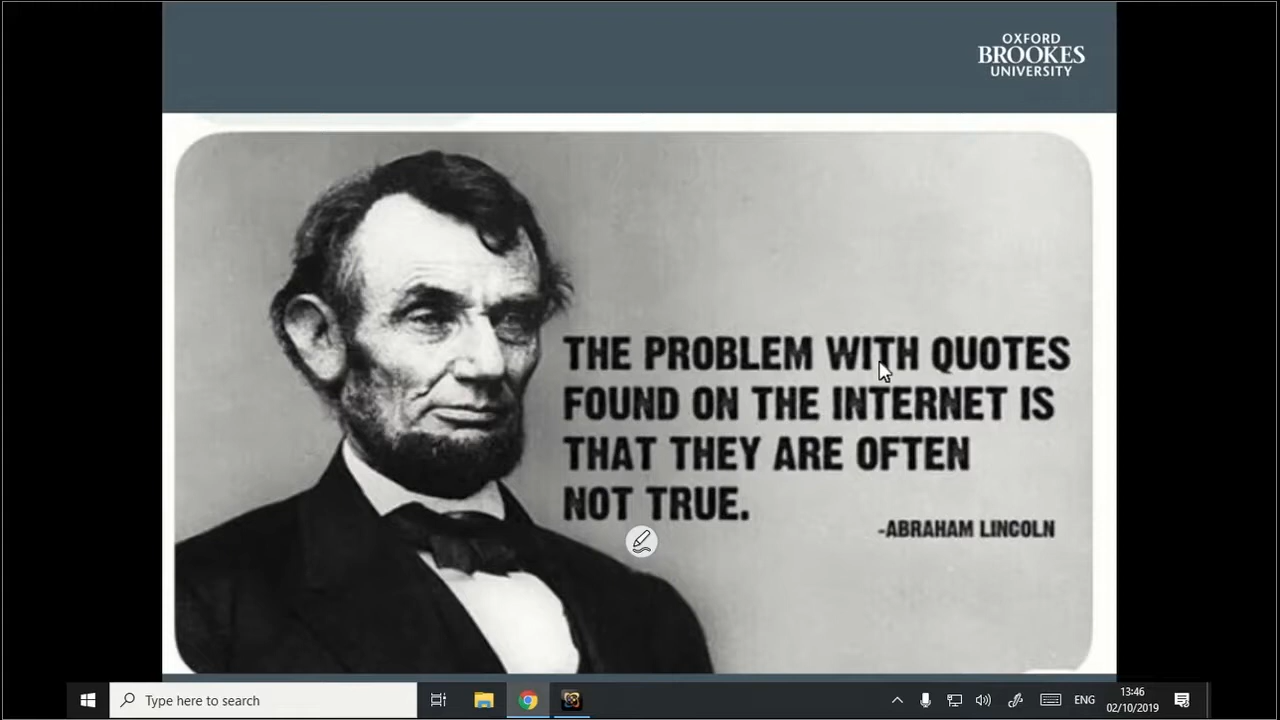 OXFORD
BROOKES
UNIVERSITY
THE PROBLEM WITH QUOTES
FOUND ON THE INTERNET IS
THAT THEY ARE OFTEN
NOT TRUE.
-ABRAHAM LINCOLN
Type here to search
ENG
13:46
02/10/2019